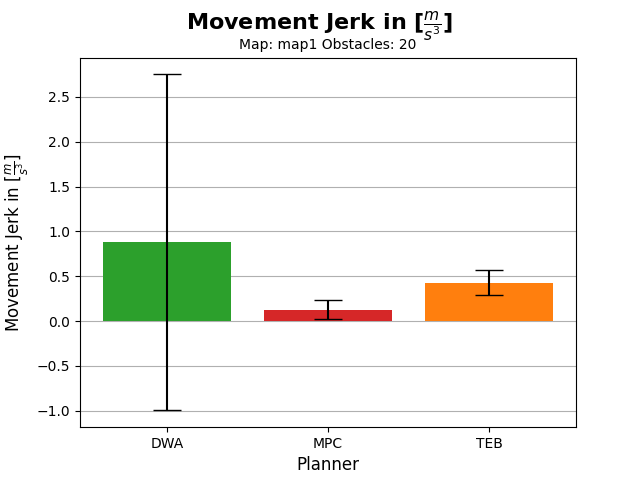 Movement Jerk in [m/s³]
Map: map1 Obstacles: 20
Movement Jerk in [m/s³]
2.5
2.0
1.5
1.0
0.5
0.0
−0.5
−1.0
DWA MPC TEB
Planner